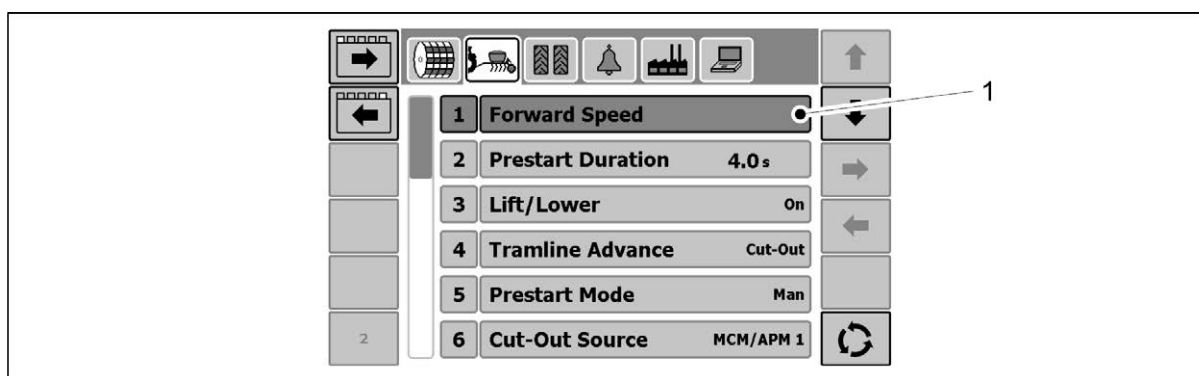 1 Forward Speed
1
2 Prestart Duration 4.0 s
3 Lift/Lower On
4 Tramline Advance Cut-Out
5 Prestart Mode Man
2 6 Cut-Out Source MCM/APM 1